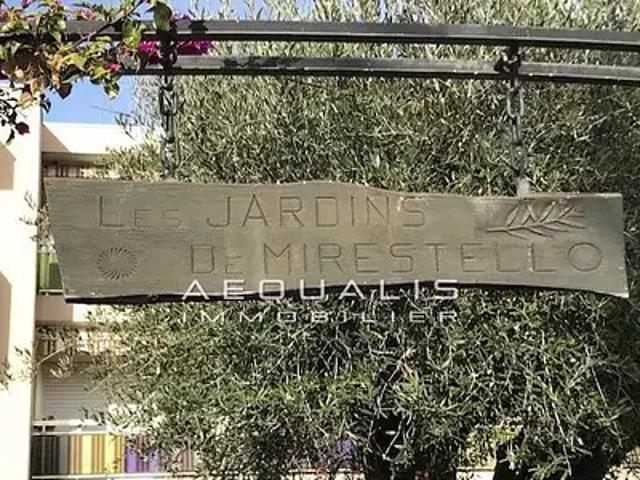 Les JARDINS
De MIRESTELLO
AEQUALIS
IMMOBILIER